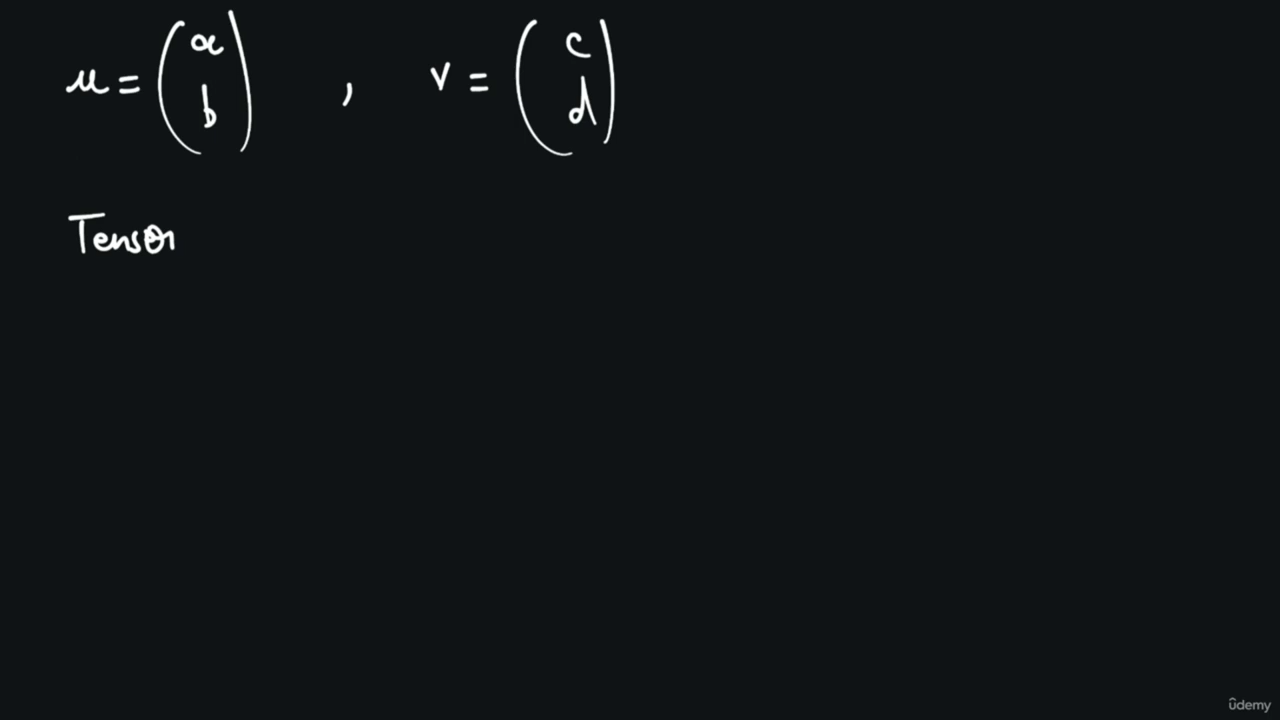 u = (a b) , v = (c d)
Tensor
ûdemy